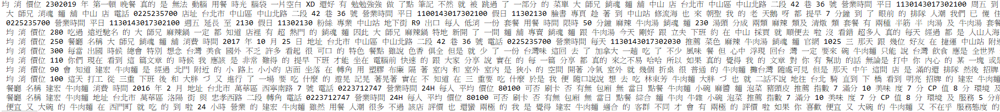 均 消 價位 2302019 年 第一頓 晚餐 真的 是 無法 動腦 用餐 時光 腦袋 一片空白 XD 還好 有 勉勉強強 做 了 點 筆記 不然 就 被 跳過 了 一部分 的 菜單 大 師兄 銷魂 麵 舖 中山 店 台北市 中山區 中山北路 二段 42 巷 36 號 營業時間 平日 1130143017302100 周五 到
大 師兄 銷魂 麵 舖 中山 店 電話 0225235700 店址 台北市 中山區 中山北路 二段 42 巷 36 號 營業時間 平日 1100143017302100 假日 11302130 臉書 專頁 趁 著 到 中山站 修流海 也 來 朝聖 我 的 老 天鵝 呀 都 提早 7 分鐘 到 了 眼前 的 排隊 人潮 我們 已 傻 住
0225235700 營業時間 平日 1130143017302100 週五 延長 至 2130 假日 11302130 粉絲 專業 中山站 地下街 R9 出口 每人 低消 一份 套餐 用餐 時間 限時 50 分鐘 麻辣 牛肉湯 銷魂 麵 230 湯頭 分成 兩類 麻辣 類及 清燉 類 套餐 有 兩種 半筋 半 肉湯 及 牛肉湯 套餐
均 消 價位 280 吃過 遠近馳名 的 大 師兄 麻辣鍋 一定 都 知道 店裡 有 超 熱門 的 銷魂 麵 因此 大 師兄 麻辣鍋 特地 新開 了 一間 麵 舖 專賣 銷魂 麵 跟 牛肉湯 今天 剛好 跟 立夫 下班 約 在 中山 採買 就 順便去 啦 沒 看錯 超多人 真的 每天 經過 都 是 人山人海
均 消 價位 250 餐廳 名稱 大 師兄 銷魂 麵 舖 消費 時間 2017 年 10 月 25 日 地址 台北市 中山區 中山北路 二段 42 巷 36 號 電話 0225235700 營業時間 每天 1130143017302030 推薦 菜色 麻辣 牛肉湯 銷魂 麵 官網 1025 三 那天 跟 幾位 好友 在 捷運 中山站 附近
均 消 價位 300 每當 出國 時候 總會 特別 想念 台灣 美食 國外 不乏 許多 看起 很 可口 的 特色 餐點 雖說 色香 俱全 但是 就 少 了 一份 台灣味 這回 去 了 加拿大 一趟 吃 了 不少 風味 餐 但 心中 浮現 回台 灣 一定 要來 碗 牛肉麵 只能 說 台灣 飲食 應是 全世界
均 消 價位 110 你們 現在 看到 這 篇文章 的 時候 我 應該 是 非常 難得 的 提早 下班 才能 坐在 電腦前 快速 的 跟 大家 分享 說 實在 的 每 一篇 分享 都 真的 來之不易 哈哈 所以 如果 真的 覺得 我 的 文章 對 你 有 幫助 的話 無論是 打中 你 內心 的 某 一塊 或是
均 消 價位 90 會 知道 建宏 牛肉麵 是 經過 北門 附近 的 小 路上 小小的 店面 坐落 在 轉角 用 塑膠 布廉 隔 著 室內 和 室外 室內 是 狹小 的 空間 開著 冷氣 室外 就 幾個 折桌 很 普通 的 牛肉麵 攤台灣 隨處可見 但是 那天 中午 這間 店 是 滿的還 排隊 然後 招牌
均 消 價位 100 這天 打工 從 三重 下班 後 和 大胖 づ 又 進行 了 一場 要 吃 什麼 的 遊晃 記晃 著晃著 實在 不 知道 在 三 重要 吃 什麼 於是 我 便 隨口說說 想 去 吃 林東芳 牛肉麵 大胖 づ 也 就 二話不說 地往 台北 騎 直到 下 橋 看到 明亮 招牌 的 建宏 牛肉麵
餐廳 名稱 建宏 牛肉麵 消費 時間 2016 年 2 月 地址 台北市 萬華區 西寧南路 7 號 電話 0223712747 營業時間 24H 每人 平均 價位 80100 可否 刷卡 否 有無 包廂 無 當日 點餐 牛肉麵 小碗 麻醬 麵 泡菜 豬頭皮 推薦 指數 7 滿分 10 美味 度 7 分 CP 值 8 分 環境 及
餐廳 名稱 建宏 牛肉麵 地址 台北市 萬華區 洛陽 街 與 忠孝西路 二段 轉角 電話 0223712747 營業時間 24H 每人 平均 價位 80100 可否 刷卡 否 有無 包廂 無 當日 點餐 綜合 麵 牛肉 牛雜 小碗 泡菜 推薦 指數 7 滿分 10 美味 度 7 分 CP 值 8 分 環境 及 服務 5 分
便宜 又 大碗 的 牛肉麵 在 西門町 就 吃 的 到 啦 24 小時 營業 的 建宏 牛肉麵 雖然 用餐 人潮 很多 不過 該店 評價 也 還蠻 兩極 的 我 是 覺得 建宏 牛肉麵 適合 的 客群 不同 才 會 有 兩極 的 評價 啦 如果 你 喜歡 便宜 又 大碗 的 牛肉麵 又 不在乎 服務態度 的